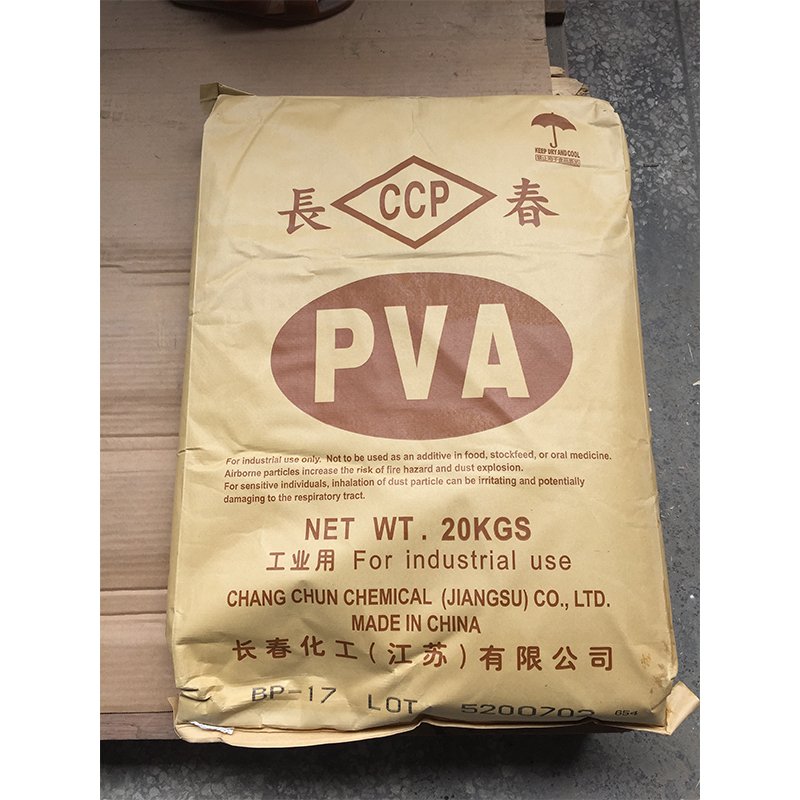 KEEP DRY AND COOL
長 CCP 春
PVA
For industrial use only. Not to be used as an additive in food, stockfeed, or oral medicine.
Airborne particles increase the risk of fire hazard and dust explosion.
For sensitive individuals, inhalation of dust particle can be irritating and potentially
damaging to the respiratory tract.
NET WT. 20KGS
工业用 For industrial use
CHANG CHUN CHEMICAL (JIANGSU) CO., LTD.
MADE IN CHINA
长春化工(江苏)有限公司
BP-17 LOT 5200702 654